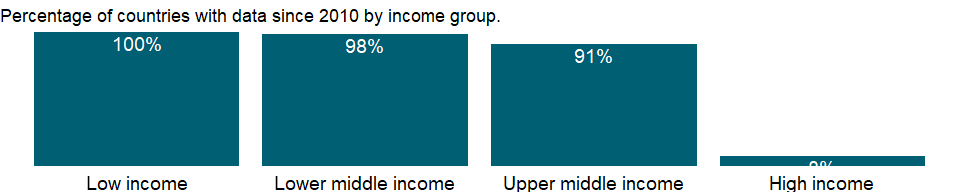 Percentage of countries with data since 2010 by income group.
100%
98%
91%
Low income
Lower middle income
Upper middle income
High income